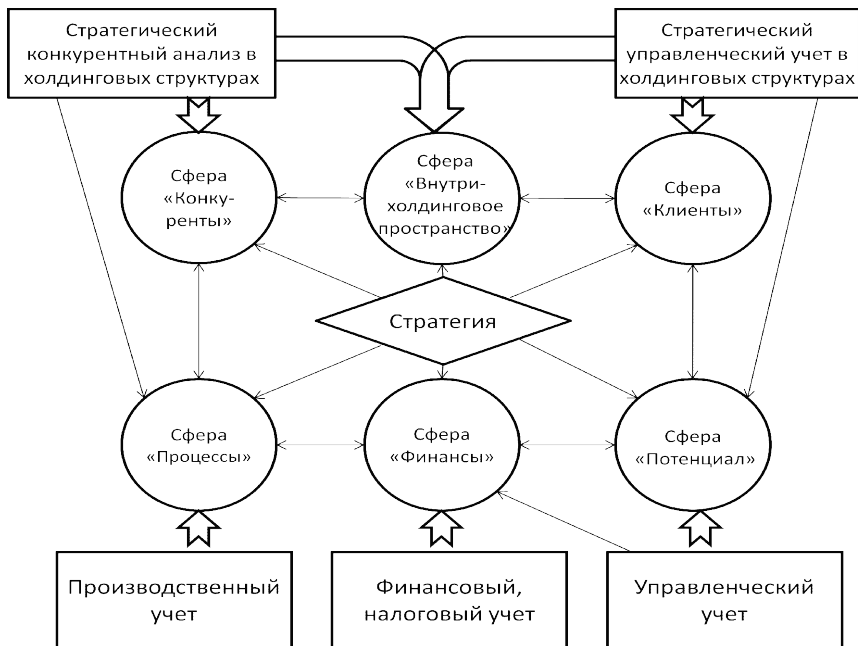 Стратегический
конкурентный анализ в
холдинговых структурах
Стратегический
управленческий учет в
холдинговых структурах
Сфера
«Конку-
ренты»
Сфера
«Внутри-
холдинговое
пространство»
Сфера
«Клиенты»
Стратегия
Сфера
«Процессы»
Сфера
«Финансы»
Сфера
«Потенциал»
Производственный
учет
Финансовый,
налоговый учет
Управленческий
учет